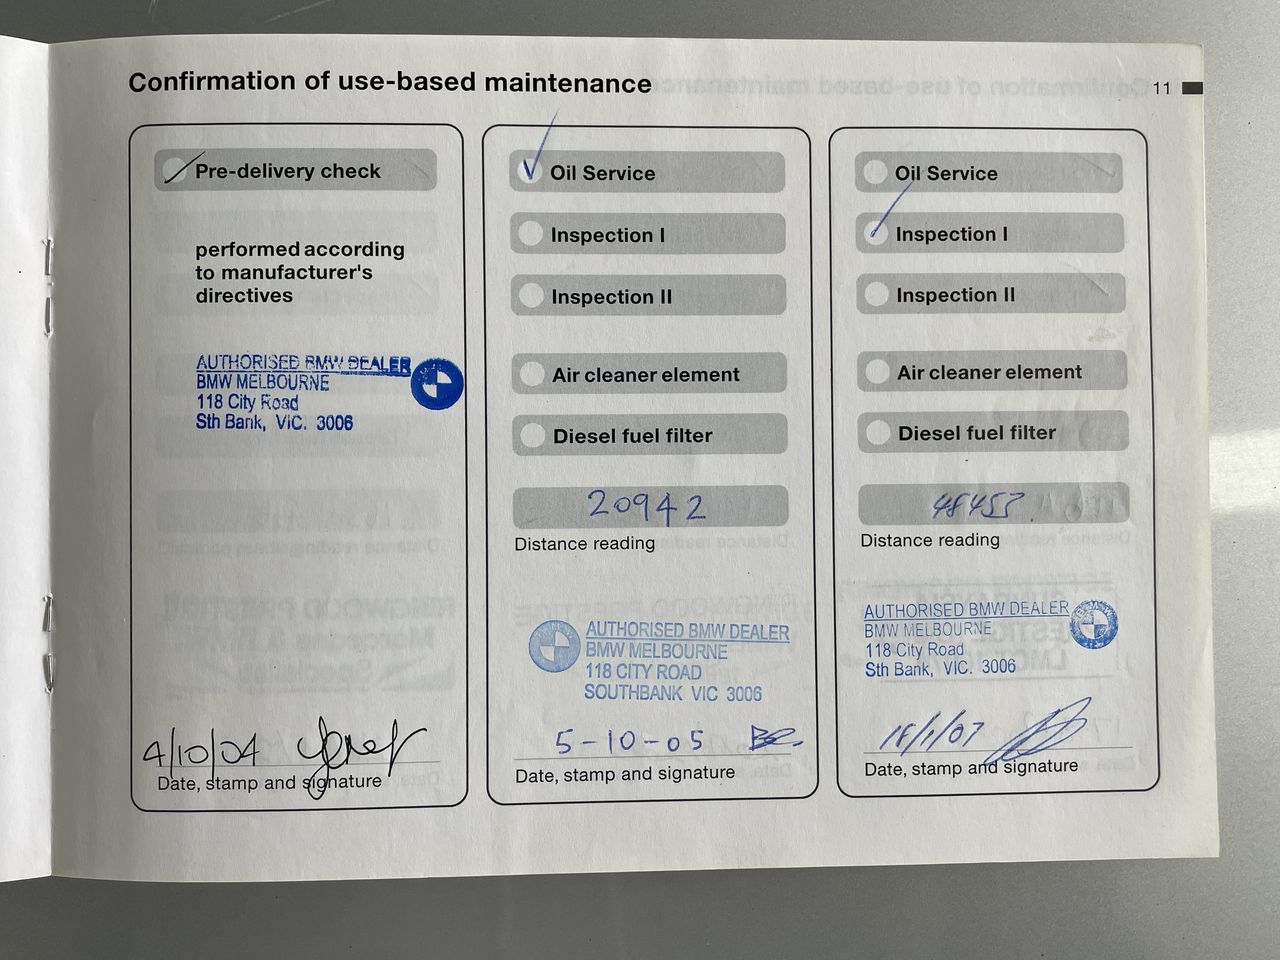 Confirmation of use-based maintenance
11
Pre-delivery check
performed according
to manufacturer's
directives
AUTHORISED BMW DEALER
BMW MELBOURNE
118 City Road
Sth Bank, VIC. 3006
4/10/04
Date, stamp and signature
Oil Service
Inspection I
Inspection II
Air cleaner element
Diesel fuel filter
20942
Distance reading
AUTHORISED BMW DEALER
BMW MELBOURNE
118 CITY ROAD
SOUTHBANK VIC 3006
5-10-05
Date, stamp and signature
Oil Service
Inspection I
Inspection II
Air cleaner element
Diesel fuel filter
48453
Distance reading
AUTHORISED BMW DEALER
BMW MELBOURNE
118 City Road
Sth Bank, VIC. 3006
18/1/07
Date, stamp and signature